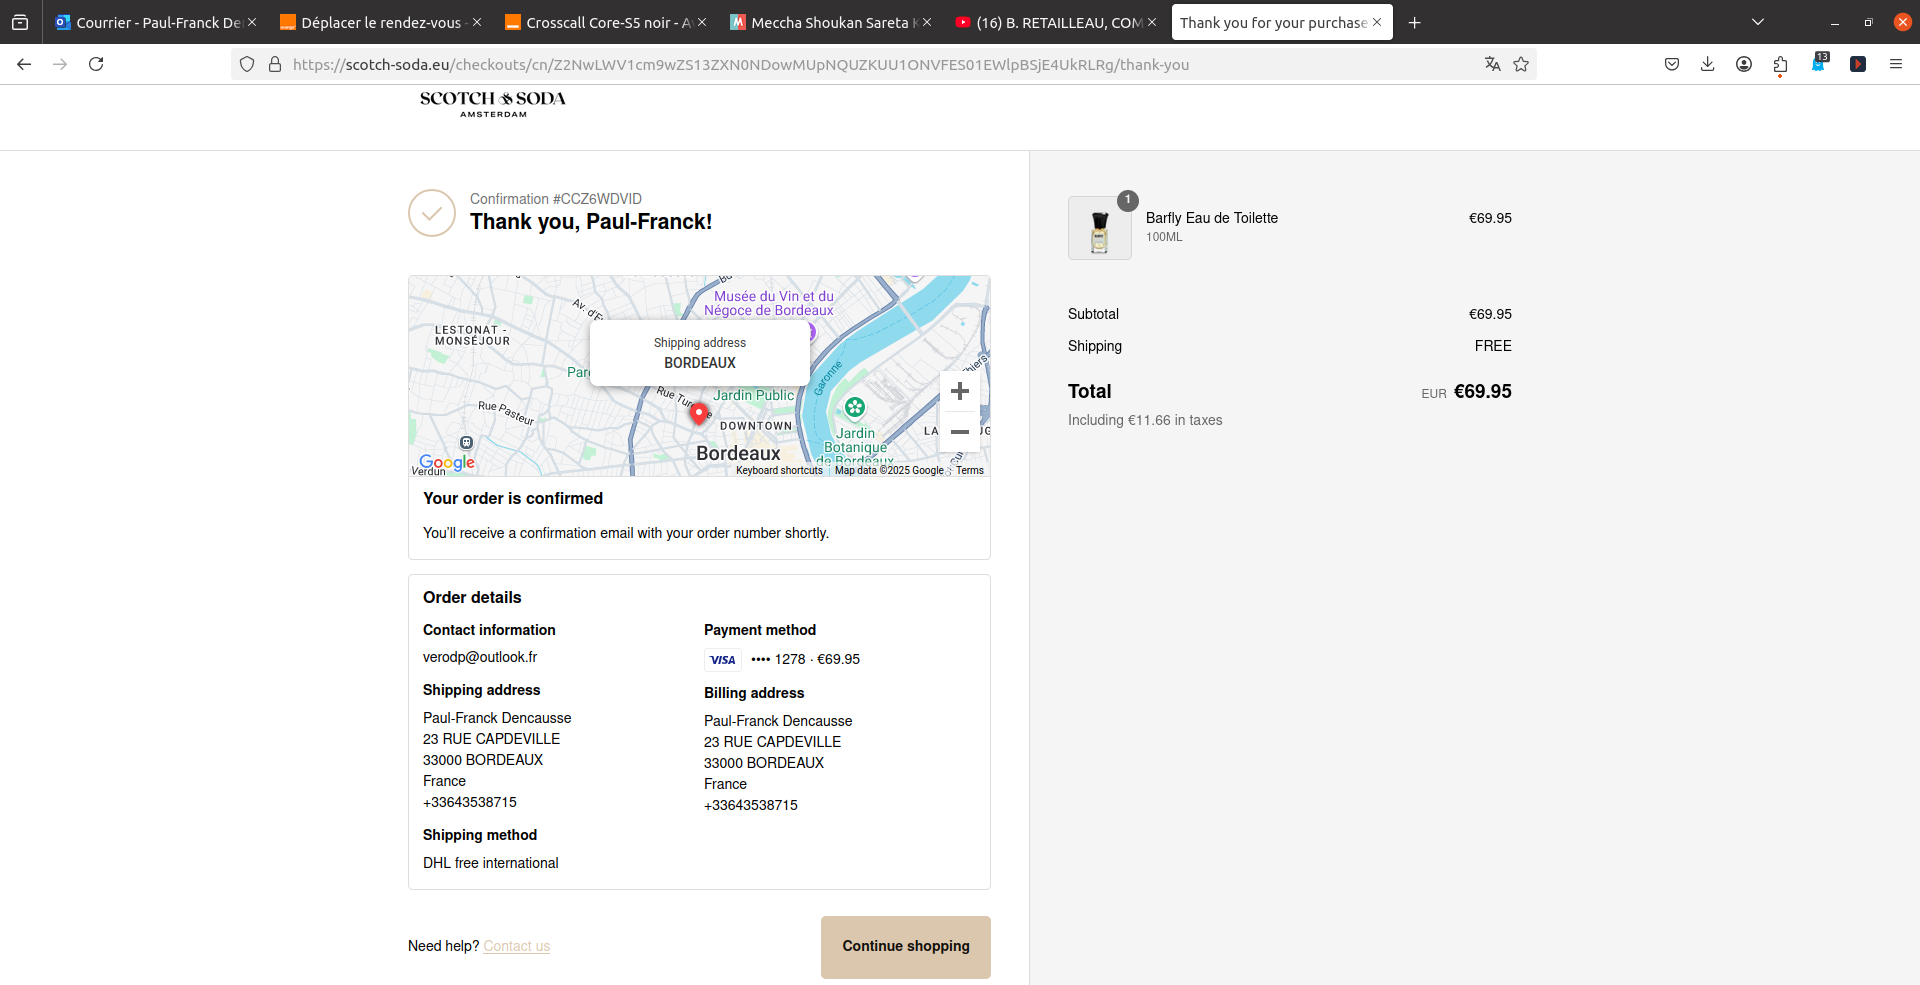 Courrier - Paul-Franck De
Déplacer le rendez-vous -
Crosscall Core-S5 noir - A
Meccha Shoukan Sareta K
(16) B. RETAILLEAU, COM
Thank you for your purchase
https://scotch-soda.eu/checkouts/cn/Z2NwLWV1cm9wZS13ZXN0NDowMUpNQUZKUU1ONVFES01EWlpBSjE4UkRLRg/thank-you
13
SCOTCH & SODA
AMSTERDAM
Confirmation #CCZ6WDVID
Thank you, Paul-Franck!
Musée du Vin et du
Négoce de Bordeaux
LESTONAT -
MONSÉJOUR
Shipping address
BORDEAUX
Garonne
Jardin Public
Rue Pasteur
DOWNTOWN
Jardin
Botanique
de Bordeaux
Bordeaux
Google
Verdun
Keyboard shortcuts
Map data ©2025 Google
Terms
Your order is confirmed
You'll receive a confirmation email with your order number shortly.
Order details
Contact information
verodp@outlook.fr
Shipping address
Paul-Franck Dencausse
23 RUE CAPDEVILLE
33000 BORDEAUX
France
+33643538715
Shipping method
DHL free international
Payment method
VISA •••• 1278 · €69.95
Billing address
Paul-Franck Dencausse
23 RUE CAPDEVILLE
33000 BORDEAUX
France
+33643538715
Need help? Contact us
Continue shopping
1
Barfly Eau de Toilette €69.95
100ML
Subtotal €69.95
Shipping FREE
Total EUR €69.95
Including €11.66 in taxes